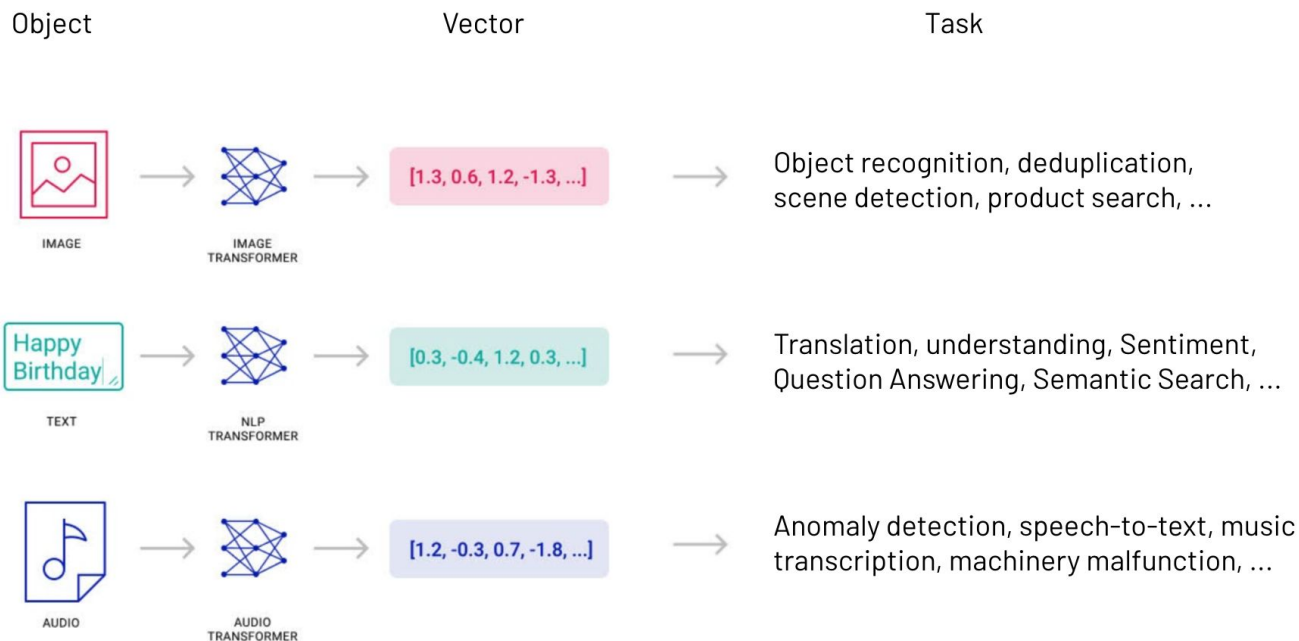 Object
Vector
Task
IMAGE
IMAGE
TRANSFORMER
[1.3, 0.6, 1.2, -1.3, ...]
Object recognition, deduplication,
scene detection, product search, ...
Happy
Birthday
TEXT
NLP
TRANSFORMER
[0.3, -0.4, 1.2, 0.3, ...]
Translation, understanding, Sentiment,
Question Answering, Semantic Search, ...
AUDIO
AUDIO
TRANSFORMER
[1.2, -0.3, 0.7, -1.8, ...]
Anomaly detection, speech-to-text, music
transcription, machinery malfunction, ...